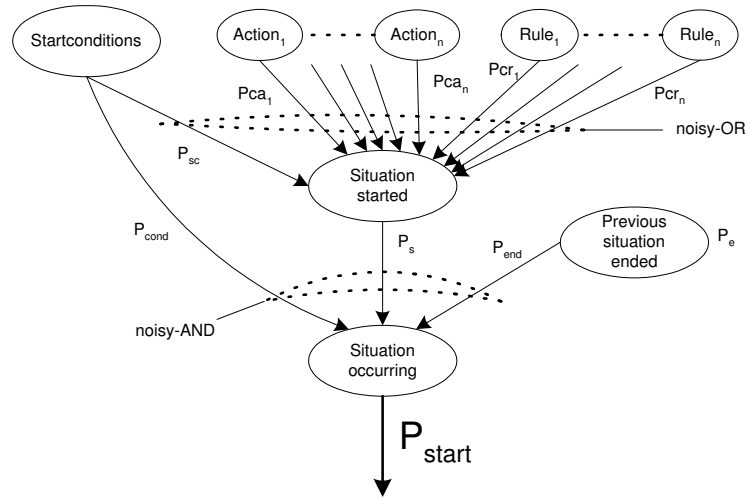 Startconditions
Action1
Actionn
Rule1
Rulen
Pca1
Pcan
Pcr1
Pcrn
noisy-OR
Psc
Situation
started
Previous
situation
ended
Pe
Pcond
Ps
Pend
noisy-AND
Situation
occurring
Pstart